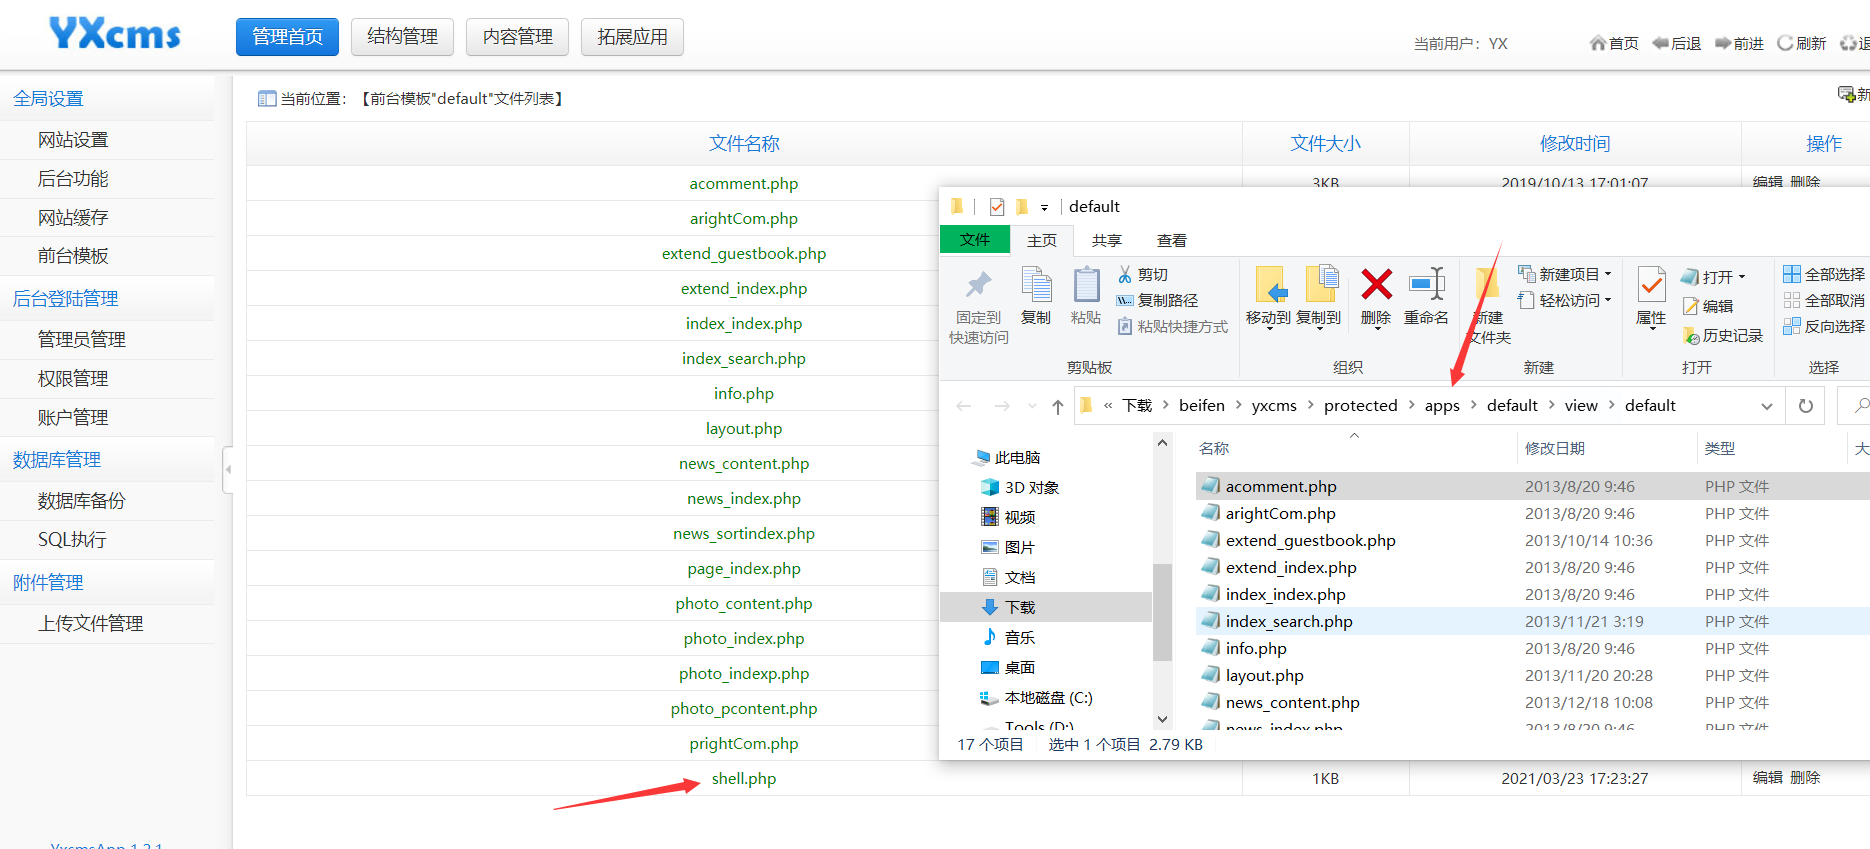 YXcms
管理首页 结构管理 内容管理 拓展应用
当前用户：YX
首页 后退 前进 刷新
全局设置
网站设置
后台功能
网站缓存
前台模板
后台登陆管理
管理员管理
权限管理
账户管理
数据库管理
数据库备份
SQL执行
附件管理
上传文件管理
YxcmsApp 1.2.1
当前位置：【前台模板"default"文件列表】
文件名称 文件大小 修改时间 操作
acomment.php 3KB 2019/10/13 17:01:07 编辑 删除
arightCom.php
extend_guestbook.php
extend_index.php
index_index.php
index_search.php
info.php
layout.php
news_content.php
news_index.php
news_sortindex.php
page_index.php
photo_content.php
photo_index.php
photo_indexp.php
photo_pcontent.php
prightCom.php
shell.php 1KB 2021/03/23 17:23:27 编辑 删除
default
文件 主页 共享 查看
固定到
快速访问
复制
粘贴
剪切
复制路径
粘贴快捷方式
剪贴板
移动到 复制到 删除 重命名
组织
新建
文件夹
新建项目
轻松访问
新建
属性
打开
编辑
历史记录
打开
全部选择
全部取消
反向选择
选择
« 下载 › beifen › yxcms › protected › apps › default › view › default
此电脑
3D 对象
视频
图片
文档
下载
音乐
桌面
本地磁盘 (C:)
Tools (D:)
名称 修改日期 类型
acomment.php 2013/8/20 9:46 PHP 文件
arightCom.php 2013/8/20 9:46 PHP 文件
extend_guestbook.php 2013/10/14 10:36 PHP 文件
extend_index.php 2013/8/20 9:46 PHP 文件
index_index.php 2013/8/20 9:46 PHP 文件
index_search.php 2013/11/21 3:19 PHP 文件
info.php 2013/8/20 9:46 PHP 文件
layout.php 2013/11/20 20:28 PHP 文件
news_content.php 2013/12/18 10:08 PHP 文件
news_index.php 2013/8/20 9:46 PHP 文件
17 个项目 选中 1 个项目 2.79 KB